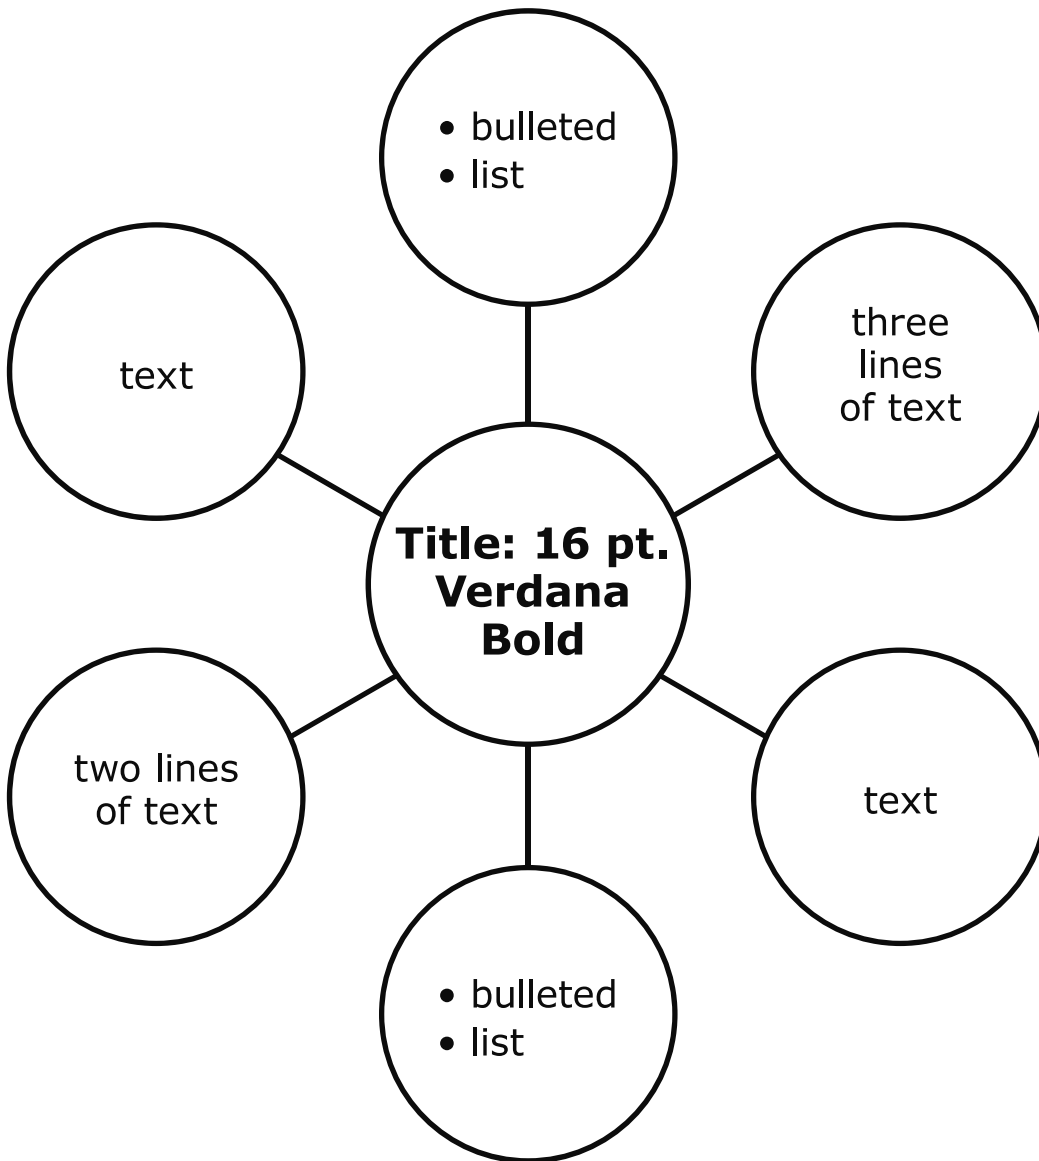 • bulleted
• list
text
three
lines
of text
Title: 16 pt.
Verdana
Bold
two lines
of text
text
• bulleted
• list